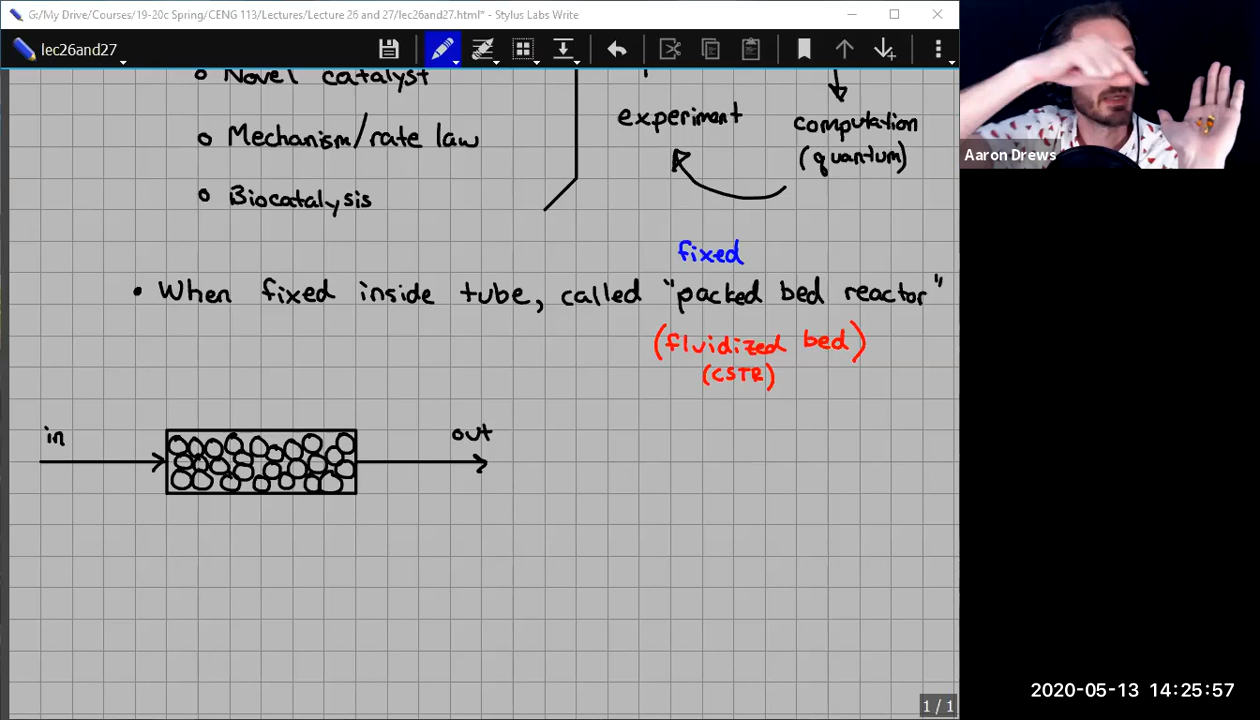 G:/My Drive/Courses/19-20c Spring/CENG 113/Lectures/Lecture 26 and 27/lec26and27.html* - Stylus Labs Write
lec26and27
Novel catalyst
Mechanism/rate law
Biocatalysis
experiment
computation
(quantum)
fixed
• When fixed inside tube, called "packed bed reactor"
(fluidized bed)
(CSTR)
in
out
1 / 1
Aaron Drews
2020-05-13 14:25:57